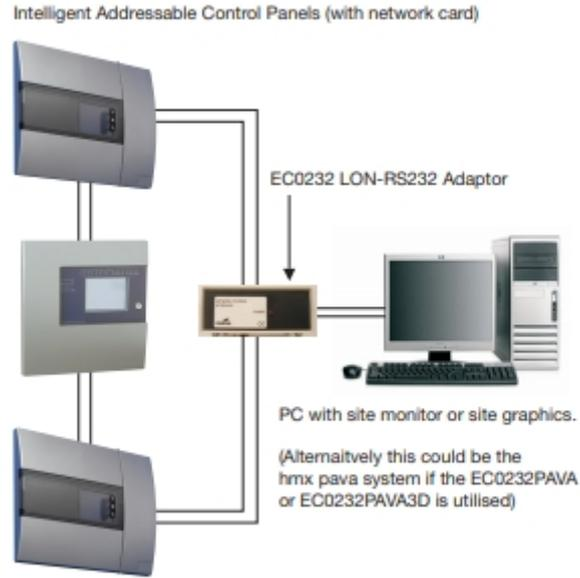 Intelligent Addressable Control Panels (with network card)
EC0232 LON-RS232 Adaptor
PC with site monitor or site graphics.
(Alternaitvely this could be the
hmx pava system if the EC0232PAVA
or EC0232PAVA3D is utilised)